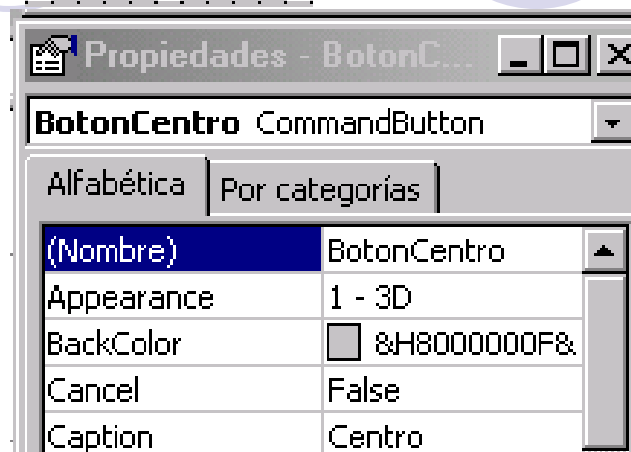 Propiedades - BotonC...
BotonCentro CommandButton
Alfabética Por categorías
(Nombre) BotonCentro
Appearance 1 - 3D
BackColor &H8000000F&
Cancel False
Caption Centro